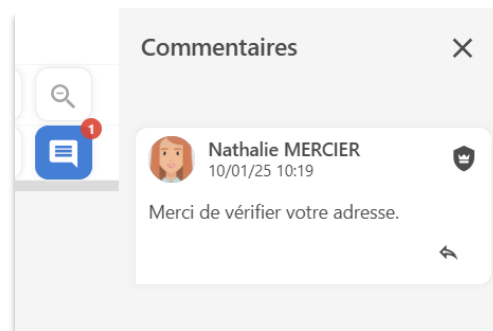 Commentaires
1
Nathalie MERCIER
10/01/25 10:19
Merci de vérifier votre adresse.